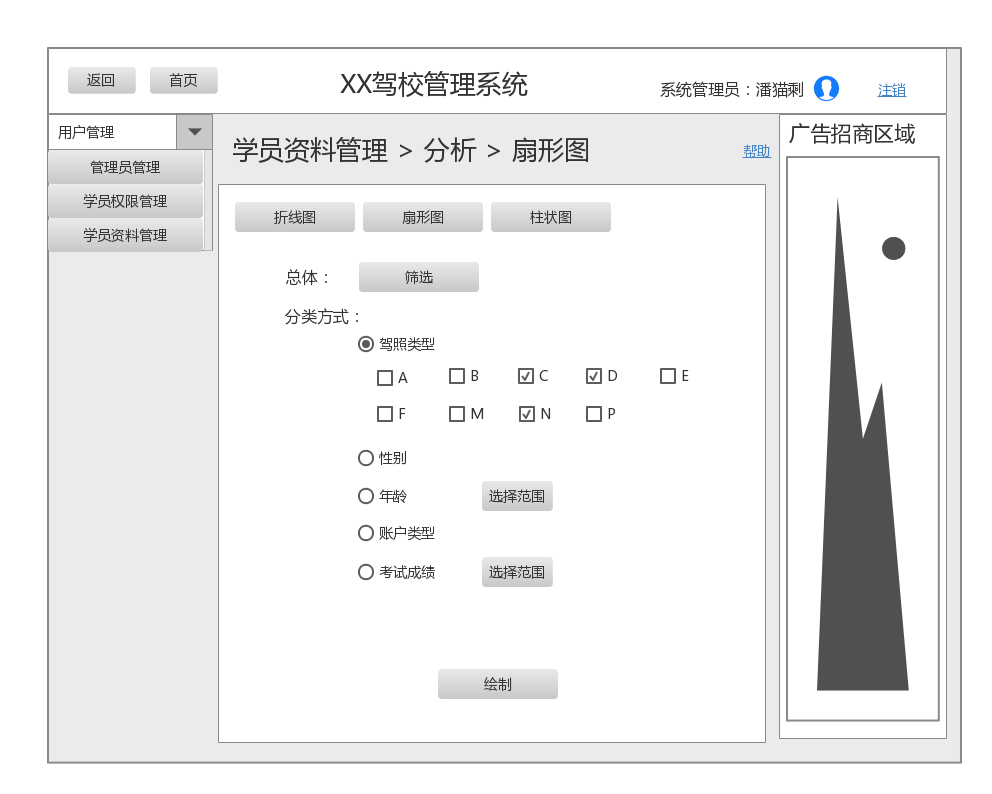 返回
首页
XX驾校管理系统
系统管理员：潘猫剩
注销
用户管理
管理员管理
学员权限管理
学员资料管理
学员资料管理 > 分析 > 扇形图
帮助
广告招商区域
折线图
扇形图
柱状图
总体：
筛选
分类方式：
驾照类型
A B C D E
F M N P
性别
年龄
选择范围
账户类型
考试成绩
选择范围
绘制